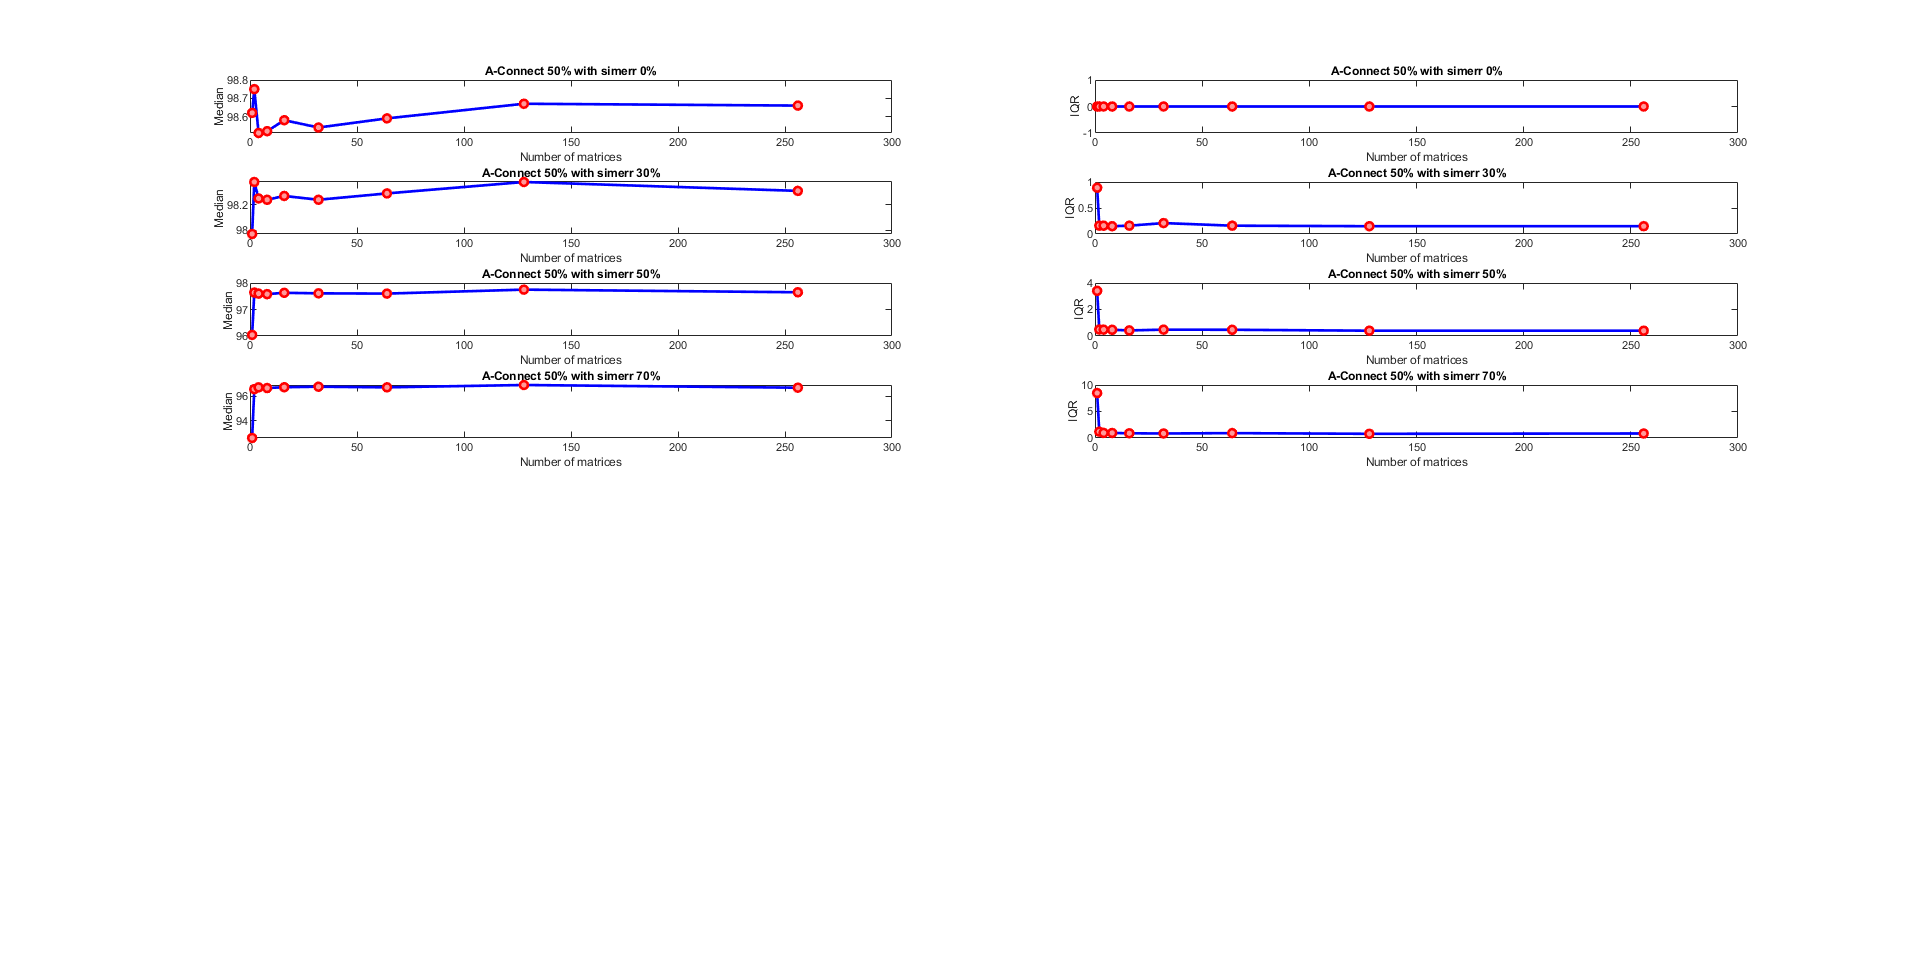 A-Connect 50% with simerr 0%
98.8
98.7
98.6
Median
0 50 100 150 200 250 300
Number of matrices
A-Connect 50% with simerr 30%
98.2
98
Median
0 50 100 150 200 250 300
Number of matrices
A-Connect 50% with simerr 50%
98
97
96
Median
0 50 100 150 200 250 300
Number of matrices
A-Connect 50% with simerr 70%
96
94
Median
0 50 100 150 200 250 300
Number of matrices
A-Connect 50% with simerr 0%
1
0
-1
IQR
0 50 100 150 200 250 300
Number of matrices
A-Connect 50% with simerr 30%
1
0.5
0
IQR
0 50 100 150 200 250 300
Number of matrices
A-Connect 50% with simerr 50%
4
2
0
IQR
0 50 100 150 200 250 300
Number of matrices
A-Connect 50% with simerr 70%
10
5
0
IQR
0 50 100 150 200 250 300
Number of matrices